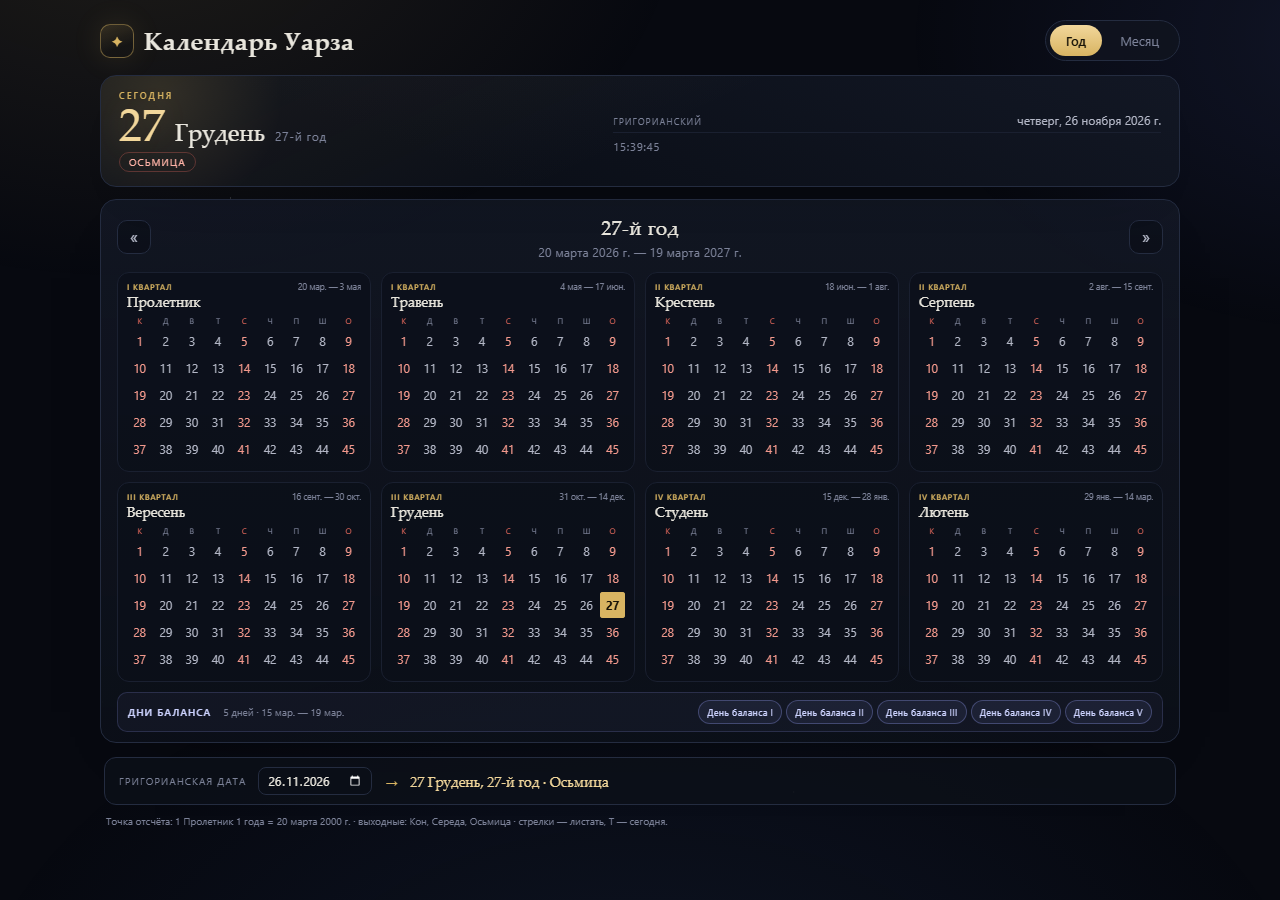 ✦ Календарь Уарза
Год Месяц
СЕГОДНЯ
27 Грудень 27-й год
ОСЬМИЦА
ГРИГОРИАНСКИЙ четверг, 26 ноября 2026 г.
15:39:45
« 27-й год »
20 марта 2026 г. — 19 марта 2027 г.
I КВАРТАЛ 20 мар. — 3 мая
Пролетник
К Д В Т С Ч П Ш О
1 2 3 4 5 6 7 8 9
10 11 12 13 14 15 16 17 18
19 20 21 22 23 24 25 26 27
28 29 30 31 32 33 34 35 36
37 38 39 40 41 42 43 44 45
I КВАРТАЛ 4 мая — 17 июн.
Травень
К Д В Т С Ч П Ш О
1 2 3 4 5 6 7 8 9
10 11 12 13 14 15 16 17 18
19 20 21 22 23 24 25 26 27
28 29 30 31 32 33 34 35 36
37 38 39 40 41 42 43 44 45
II КВАРТАЛ 18 июн. — 1 авг.
Крестень
К Д В Т С Ч П Ш О
1 2 3 4 5 6 7 8 9
10 11 12 13 14 15 16 17 18
19 20 21 22 23 24 25 26 27
28 29 30 31 32 33 34 35 36
37 38 39 40 41 42 43 44 45
II КВАРТАЛ 2 авг. — 15 сент.
Серпень
К Д В Т С Ч П Ш О
1 2 3 4 5 6 7 8 9
10 11 12 13 14 15 16 17 18
19 20 21 22 23 24 25 26 27
28 29 30 31 32 33 34 35 36
37 38 39 40 41 42 43 44 45
III КВАРТАЛ 16 сент. — 30 окт.
Вересень
К Д В Т С Ч П Ш О
1 2 3 4 5 6 7 8 9
10 11 12 13 14 15 16 17 18
19 20 21 22 23 24 25 26 27
28 29 30 31 32 33 34 35 36
37 38 39 40 41 42 43 44 45
III КВАРТАЛ 31 окт. — 14 дек.
Грудень
К Д В Т С Ч П Ш О
1 2 3 4 5 6 7 8 9
10 11 12 13 14 15 16 17 18
19 20 21 22 23 24 25 26 27
28 29 30 31 32 33 34 35 36
37 38 39 40 41 42 43 44 45
IV КВАРТАЛ 15 дек. — 28 янв.
Студень
К Д В Т С Ч П Ш О
1 2 3 4 5 6 7 8 9
10 11 12 13 14 15 16 17 18
19 20 21 22 23 24 25 26 27
28 29 30 31 32 33 34 35 36
37 38 39 40 41 42 43 44 45
IV КВАРТАЛ 29 янв. — 14 мар.
Лютень
К Д В Т С Ч П Ш О
1 2 3 4 5 6 7 8 9
10 11 12 13 14 15 16 17 18
19 20 21 22 23 24 25 26 27
28 29 30 31 32 33 34 35 36
37 38 39 40 41 42 43 44 45
ДНИ БАЛАНСА 5 дней · 15 мар. — 19 мар. День баланса I День баланса II День баланса III День баланса IV День баланса V
ГРИГОРИАНСКАЯ ДАТА 26.11.2026 → 27 Грудень, 27-й год · Осьмица
Точка отсчёта: 1 Пролетник 1 года = 20 марта 2000 г. · выходные: Кон, Середа, Осьмица · стрелки — листать, T — сегодня.